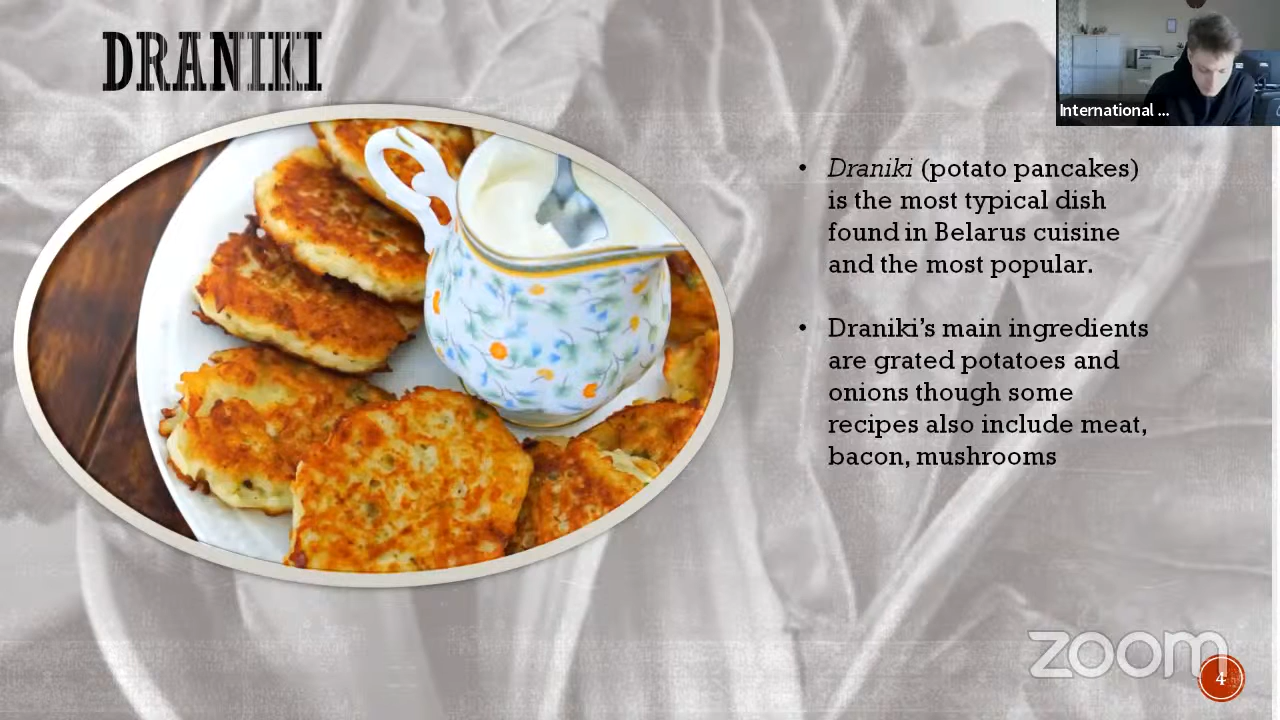 DRANIKI
International ...
• Draniki (potato pancakes)
is the most typical dish
found in Belarus cuisine
and the most popular.
• Draniki’s main ingredients
are grated potatoes and
onions though some
recipes also include meat,
bacon, mushrooms
zoom
4